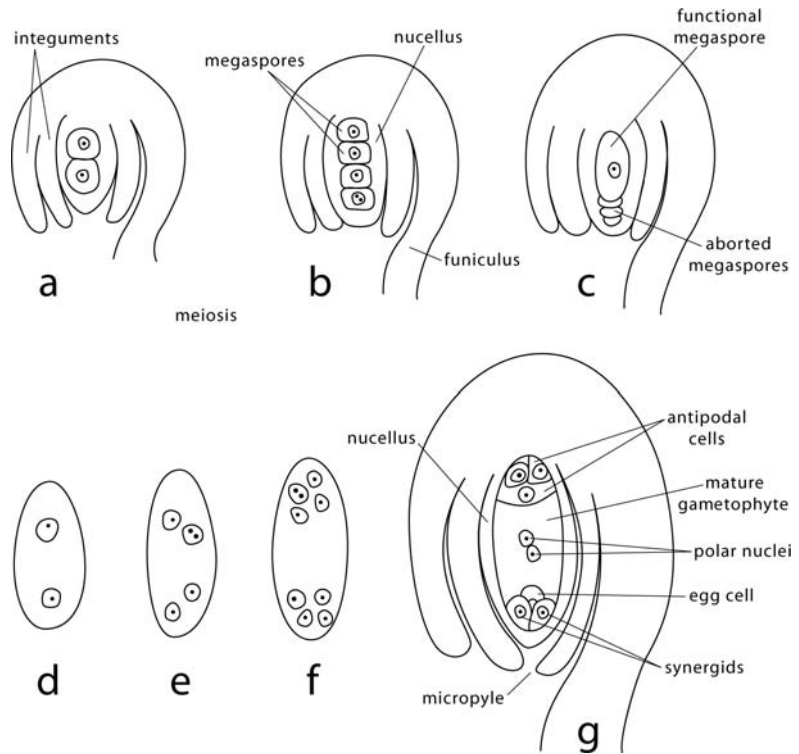 integuments
megaspores
nucellus
functional
megaspore
funiculus
aborted
megaspores
a
b
c
meiosis
nucellus
antipodal
cells
mature
gametophyte
polar nuclei
egg cell
synergids
micropyle
d
e
f
g